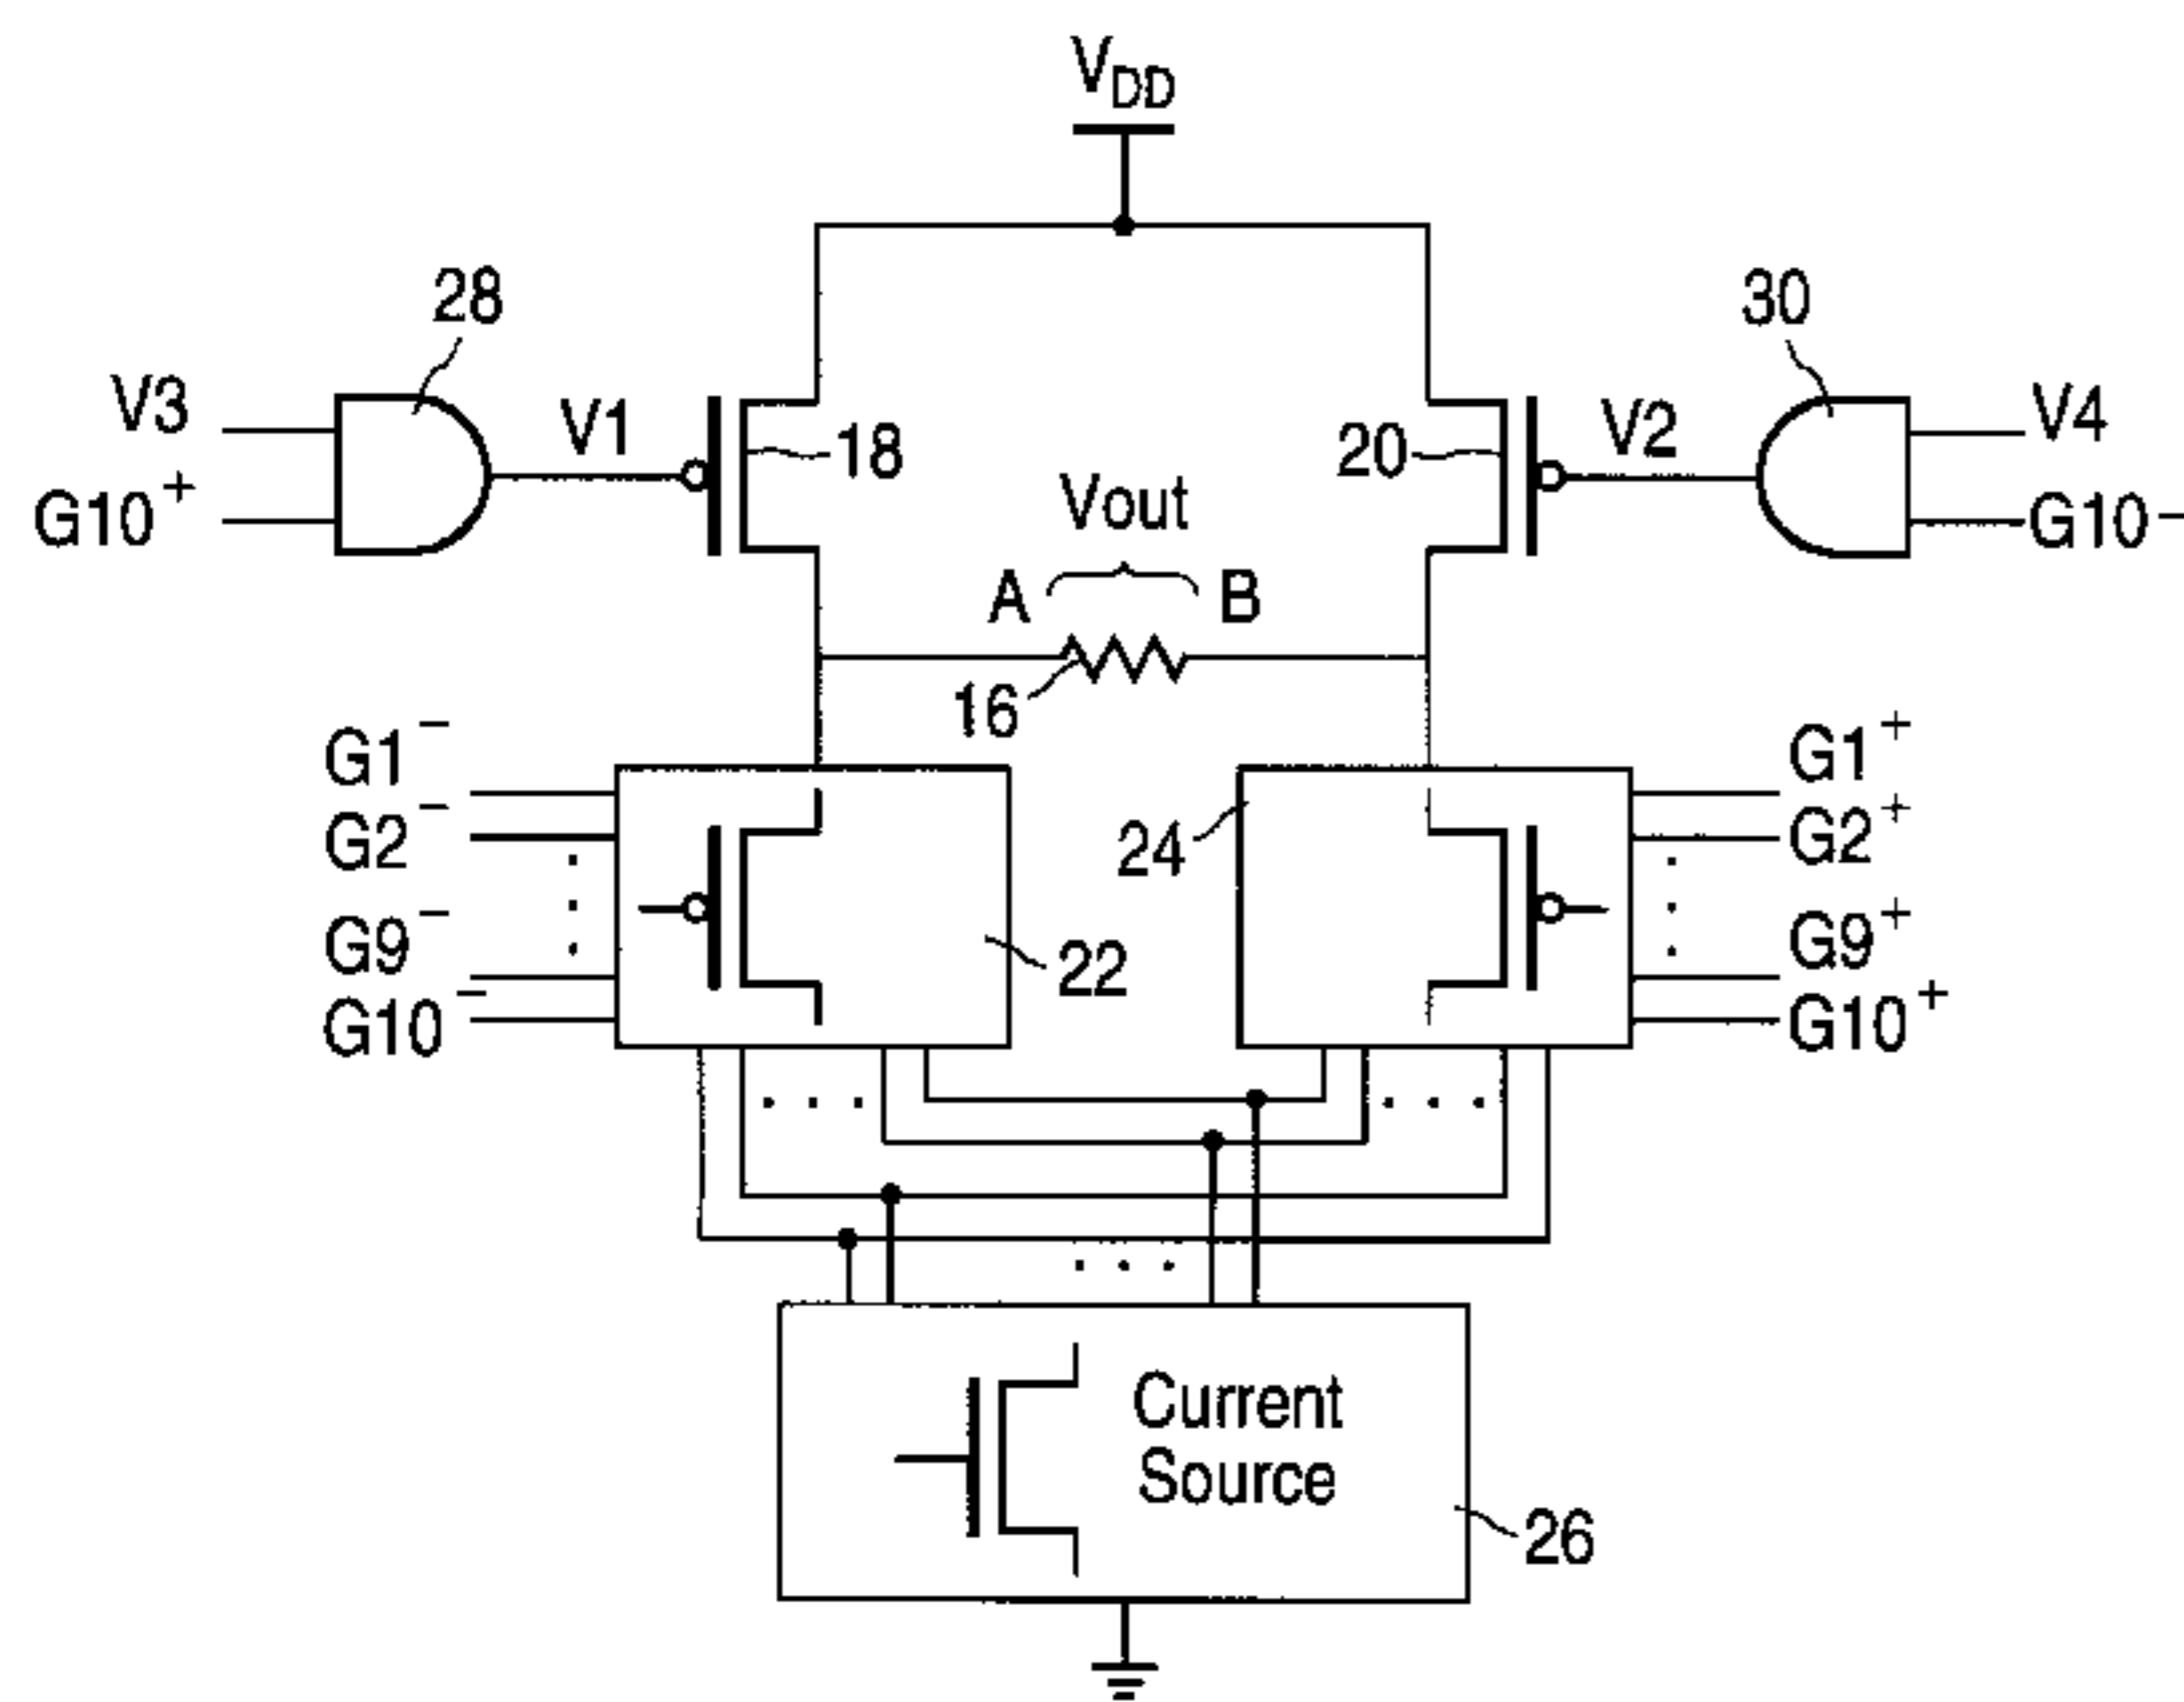 VDD
28
30
V3
V1
18
20
V2
V4
G10+
Vout
G10-
A
B
16
G1-
G1+
G2-
24
G2+
G9-
22
G9+
G10-
G10+
Current
Source
26